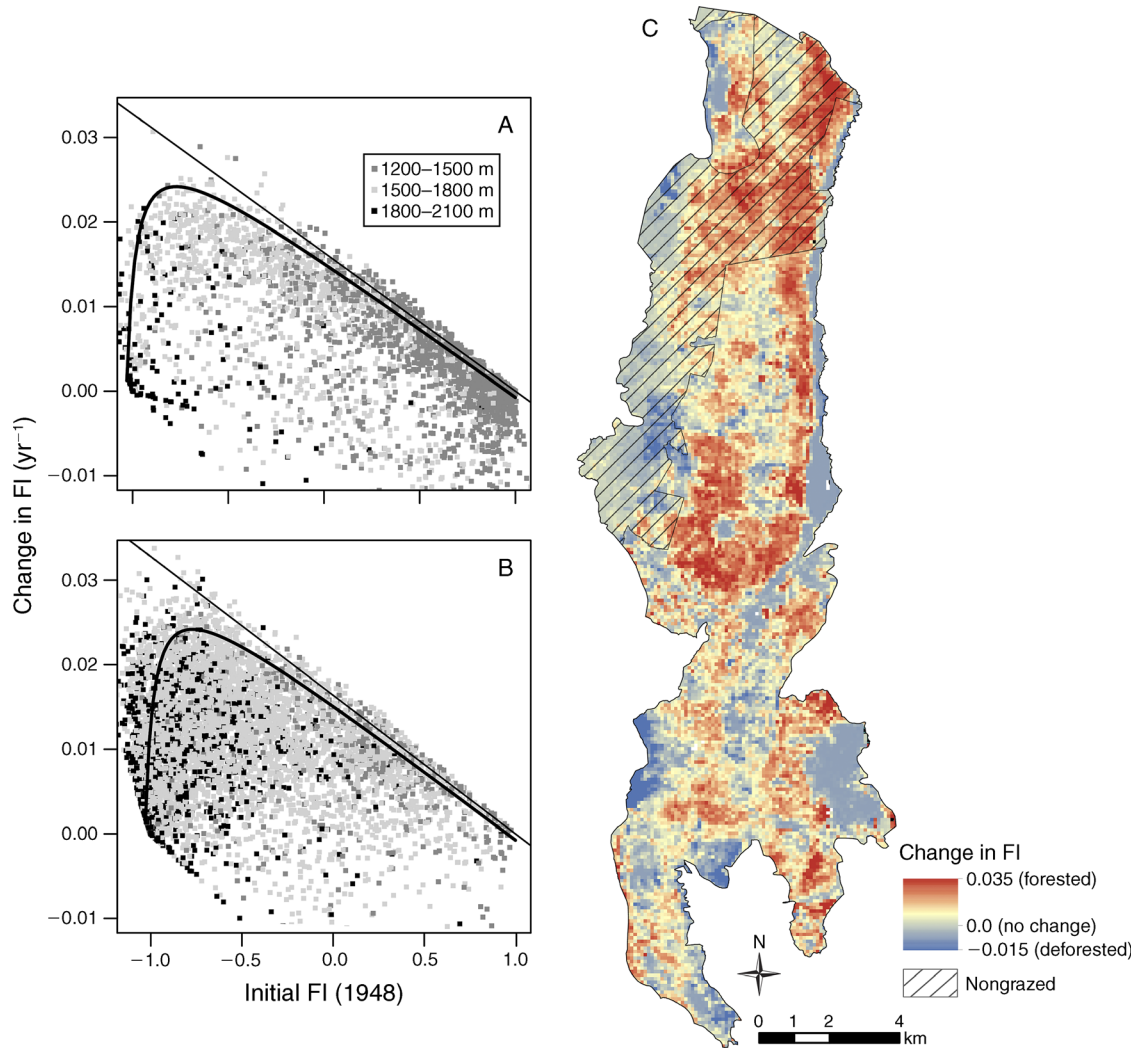 A
0.03
0.02
0.01
0.00
−0.01
1200–1500 m
1500–1800 m
1800–2100 m
Change in FI (yr⁻¹)
B
0.03
0.02
0.01
0.00
−0.01
−1.0 −0.5 0.0 0.5 1.0
Initial FI (1948)
C
Change in FI
0.035 (forested)
0.0 (no change)
−0.015 (deforested)
Nongrazed
N
0 1 2 4
km